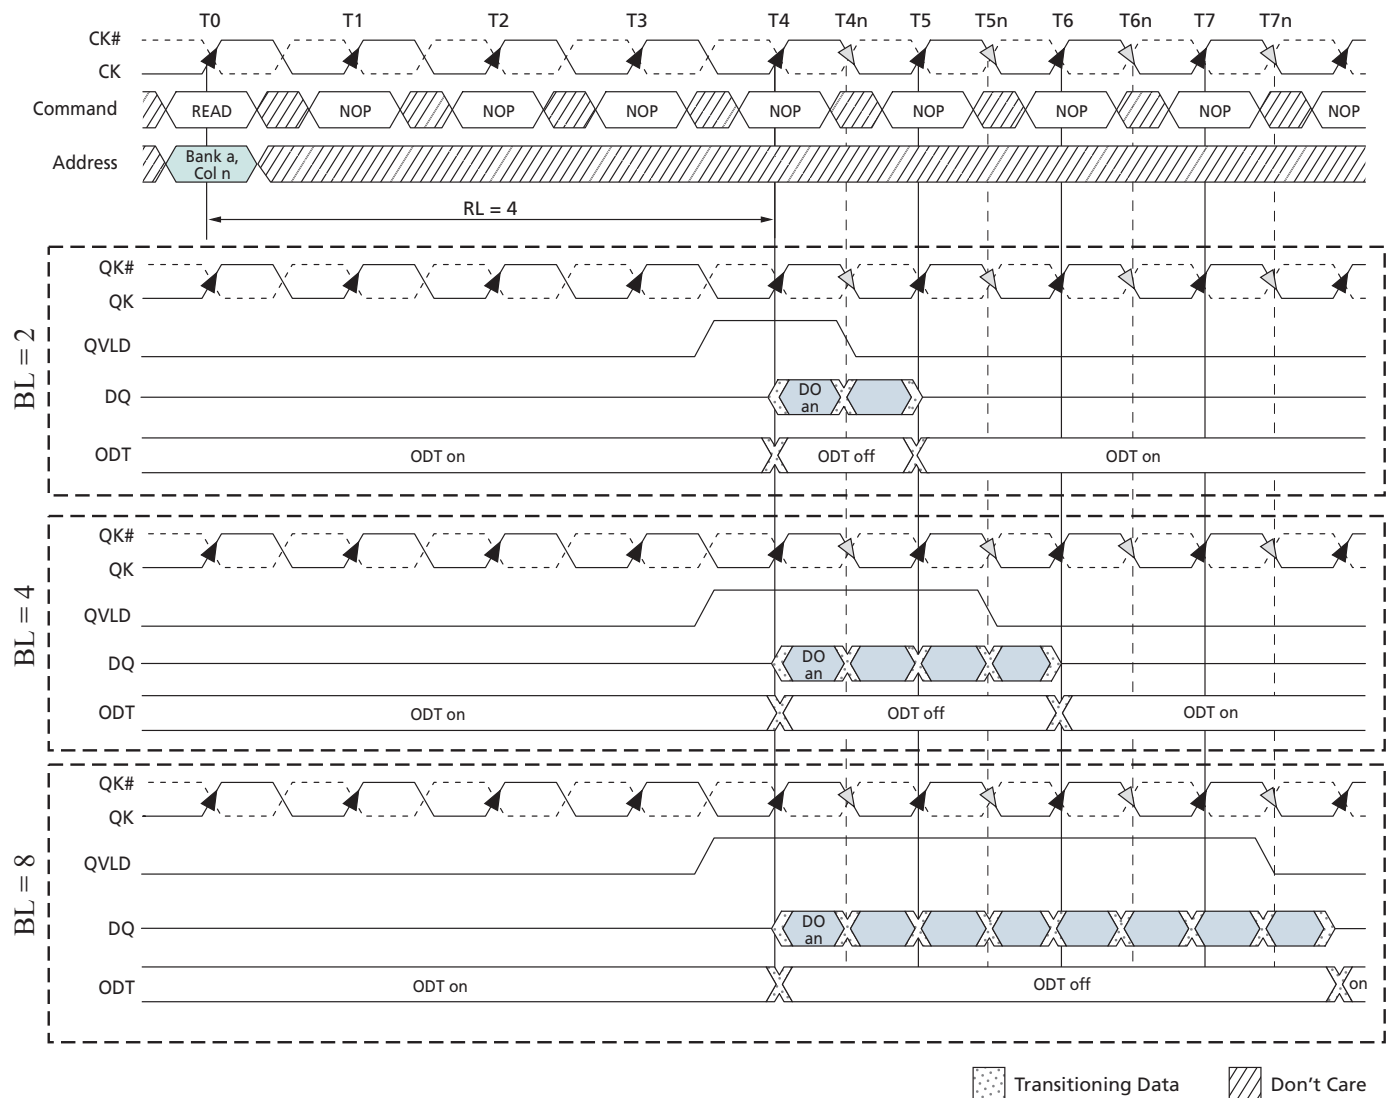 T0 T1 T2 T3 T4 T4n T5 T5n T6 T6n T7 T7n
CK#
CK
Command READ NOP NOP NOP NOP NOP NOP NOP NOP
Address Bank a,
Col n
RL = 4
BL = 2
QK#
QK
QVLD
DQ DO
an
ODT ODT on ODT off ODT on
BL = 4
QK#
QK
QVLD
DQ DO
an
ODT ODT on ODT off ODT on
BL = 8
QK#
QK
QVLD
DQ DO
an
ODT ODT on ODT off on
Transitioning Data Don't Care